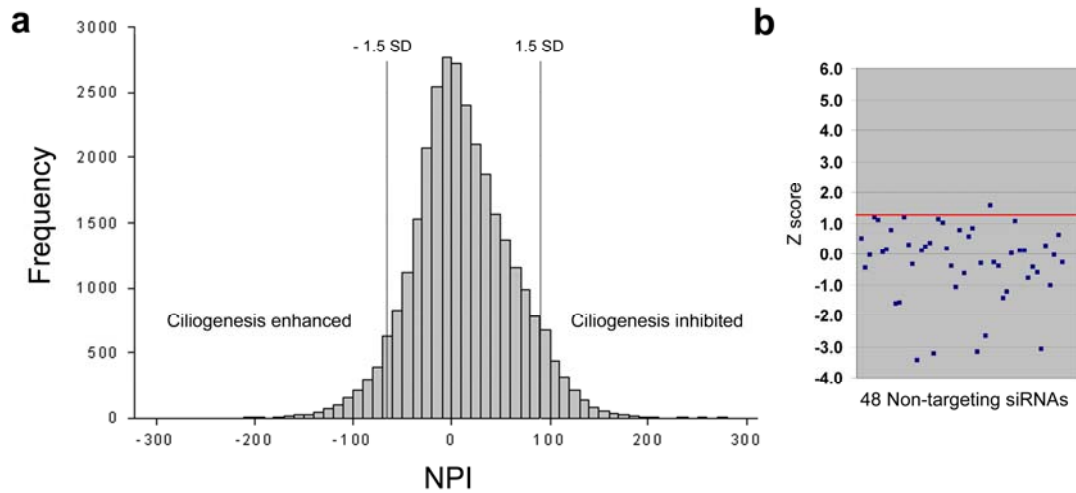 a
b
- 1.5 SD
1.5 SD
3000
2500
2000
1500
1000
500
0
Frequency
Ciliogenesis enhanced
Ciliogenesis inhibited
-300
-200
-100
0
100
200
300
NPI
6.0
5.0
4.0
3.0
2.0
1.0
0.0
-1.0
-2.0
-3.0
-4.0
Z score
48 Non-targeting siRNAs